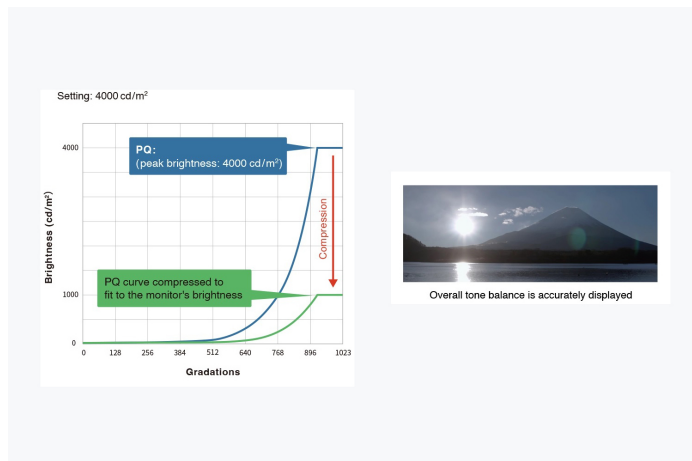 Setting: 4000 cd/m²
PQ:
(peak brightness: 4000 cd/m²)
PQ curve compressed to
fit to the monitor's brightness
Compression
Brightness (cd/m²)
4000
1000
0
0 128 256 384 512 640 768 896 1023
Gradations
Overall tone balance is accurately displayed